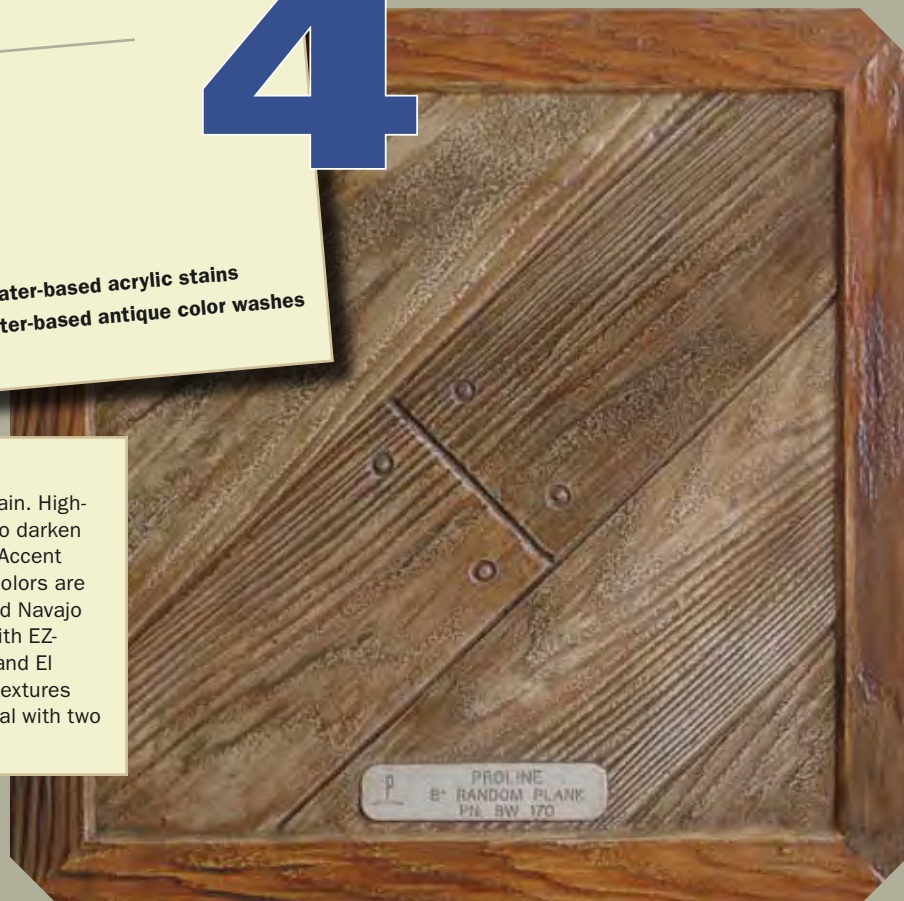 4
ater-based acrylic stains
ter-based antique color washes
ain. High-
o darken
Accent
olors are
d Navajo
ith EZ-
and El
extures
al with two
P
PROLINE
8" RANDOM PLANK
PN: BW 170